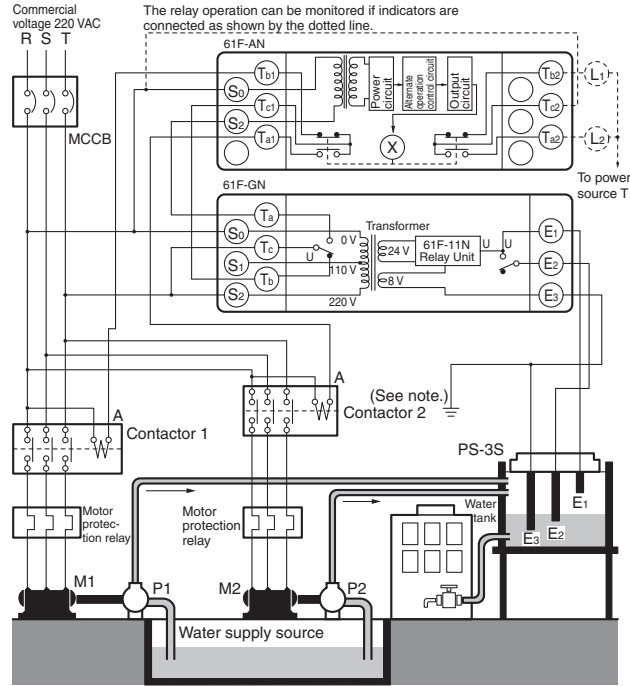 Commercial
voltage 220 VAC
The relay operation can be monitored if indicators are
connected as shown by the dotted line.
R S T
MCCB
61F-AN
Tb1
S0
Tc1
S2
Ta1
Power
circuit
Alternate
operation
control circuit
Output
circuit
X
Tb2
Tc2
Ta2
L1
L2
To power
source T
61F-GN
Ta
S0
Tc
S1
Tb
S2
U
0 V
110 V
220 V
Transformer
24 V
8 V
61F-11N
Relay Unit
U
U
E1
E2
E3
A
Contactor 1
A
Contactor 2
(See note.)
PS-3S
Motor
protec-
tion relay
Motor
protection
relay
Water
tank
E1
E3
E2
M1
P1
M2
P2
Water supply source